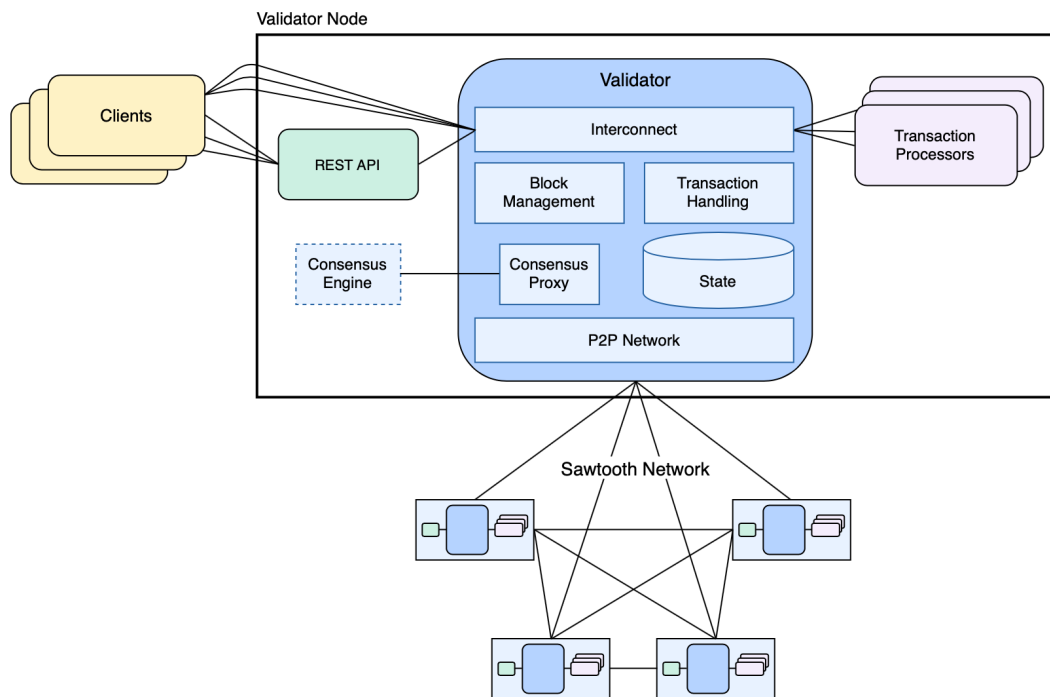 Validator Node
Clients
Validator
Interconnect
Transaction
Processors
REST API
Block
Management
Transaction
Handling
Consensus
Engine
Consensus
Proxy
State
P2P Network
Sawtooth Network